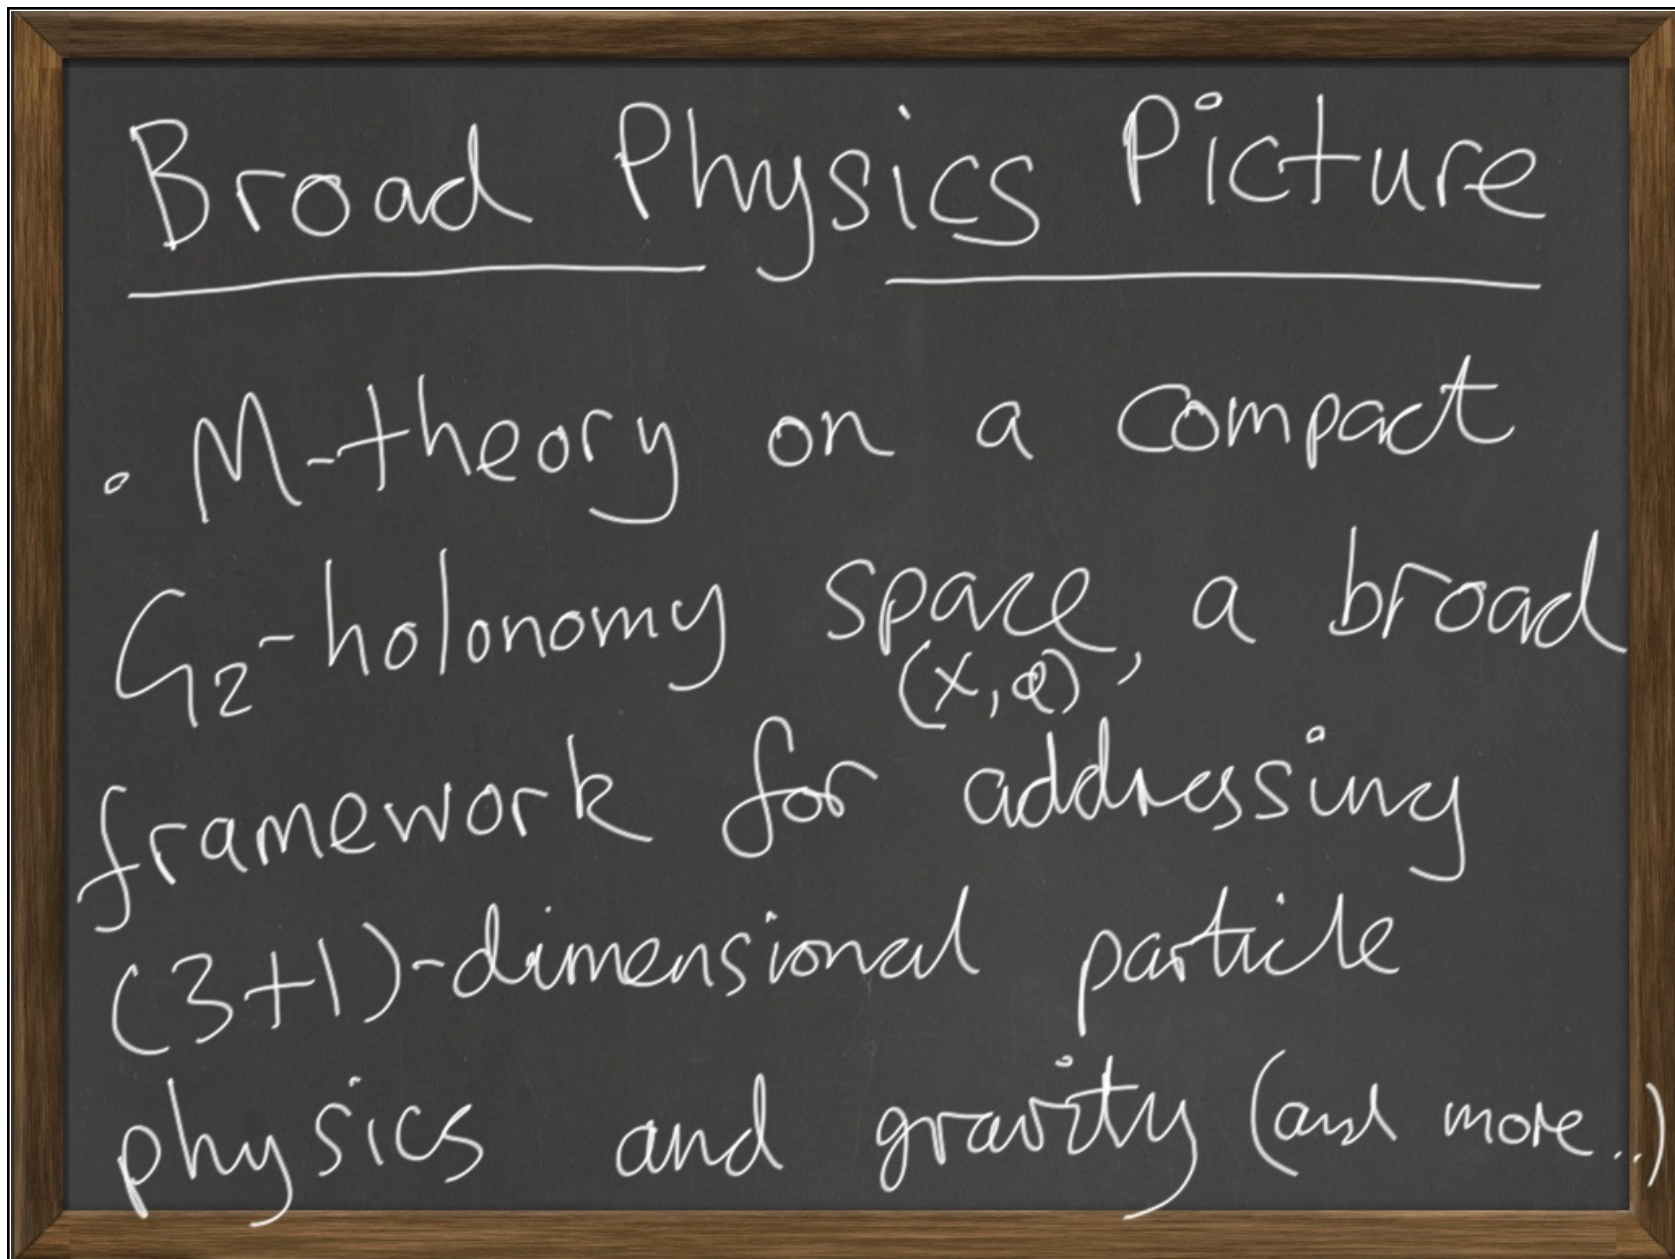 Broad Physics Picture
• M-theory on a compact
G₂-holonomy space, a broad
(X, φ)
framework for addressing
(3+1)-dimensional particle
physics and gravity (and more..)